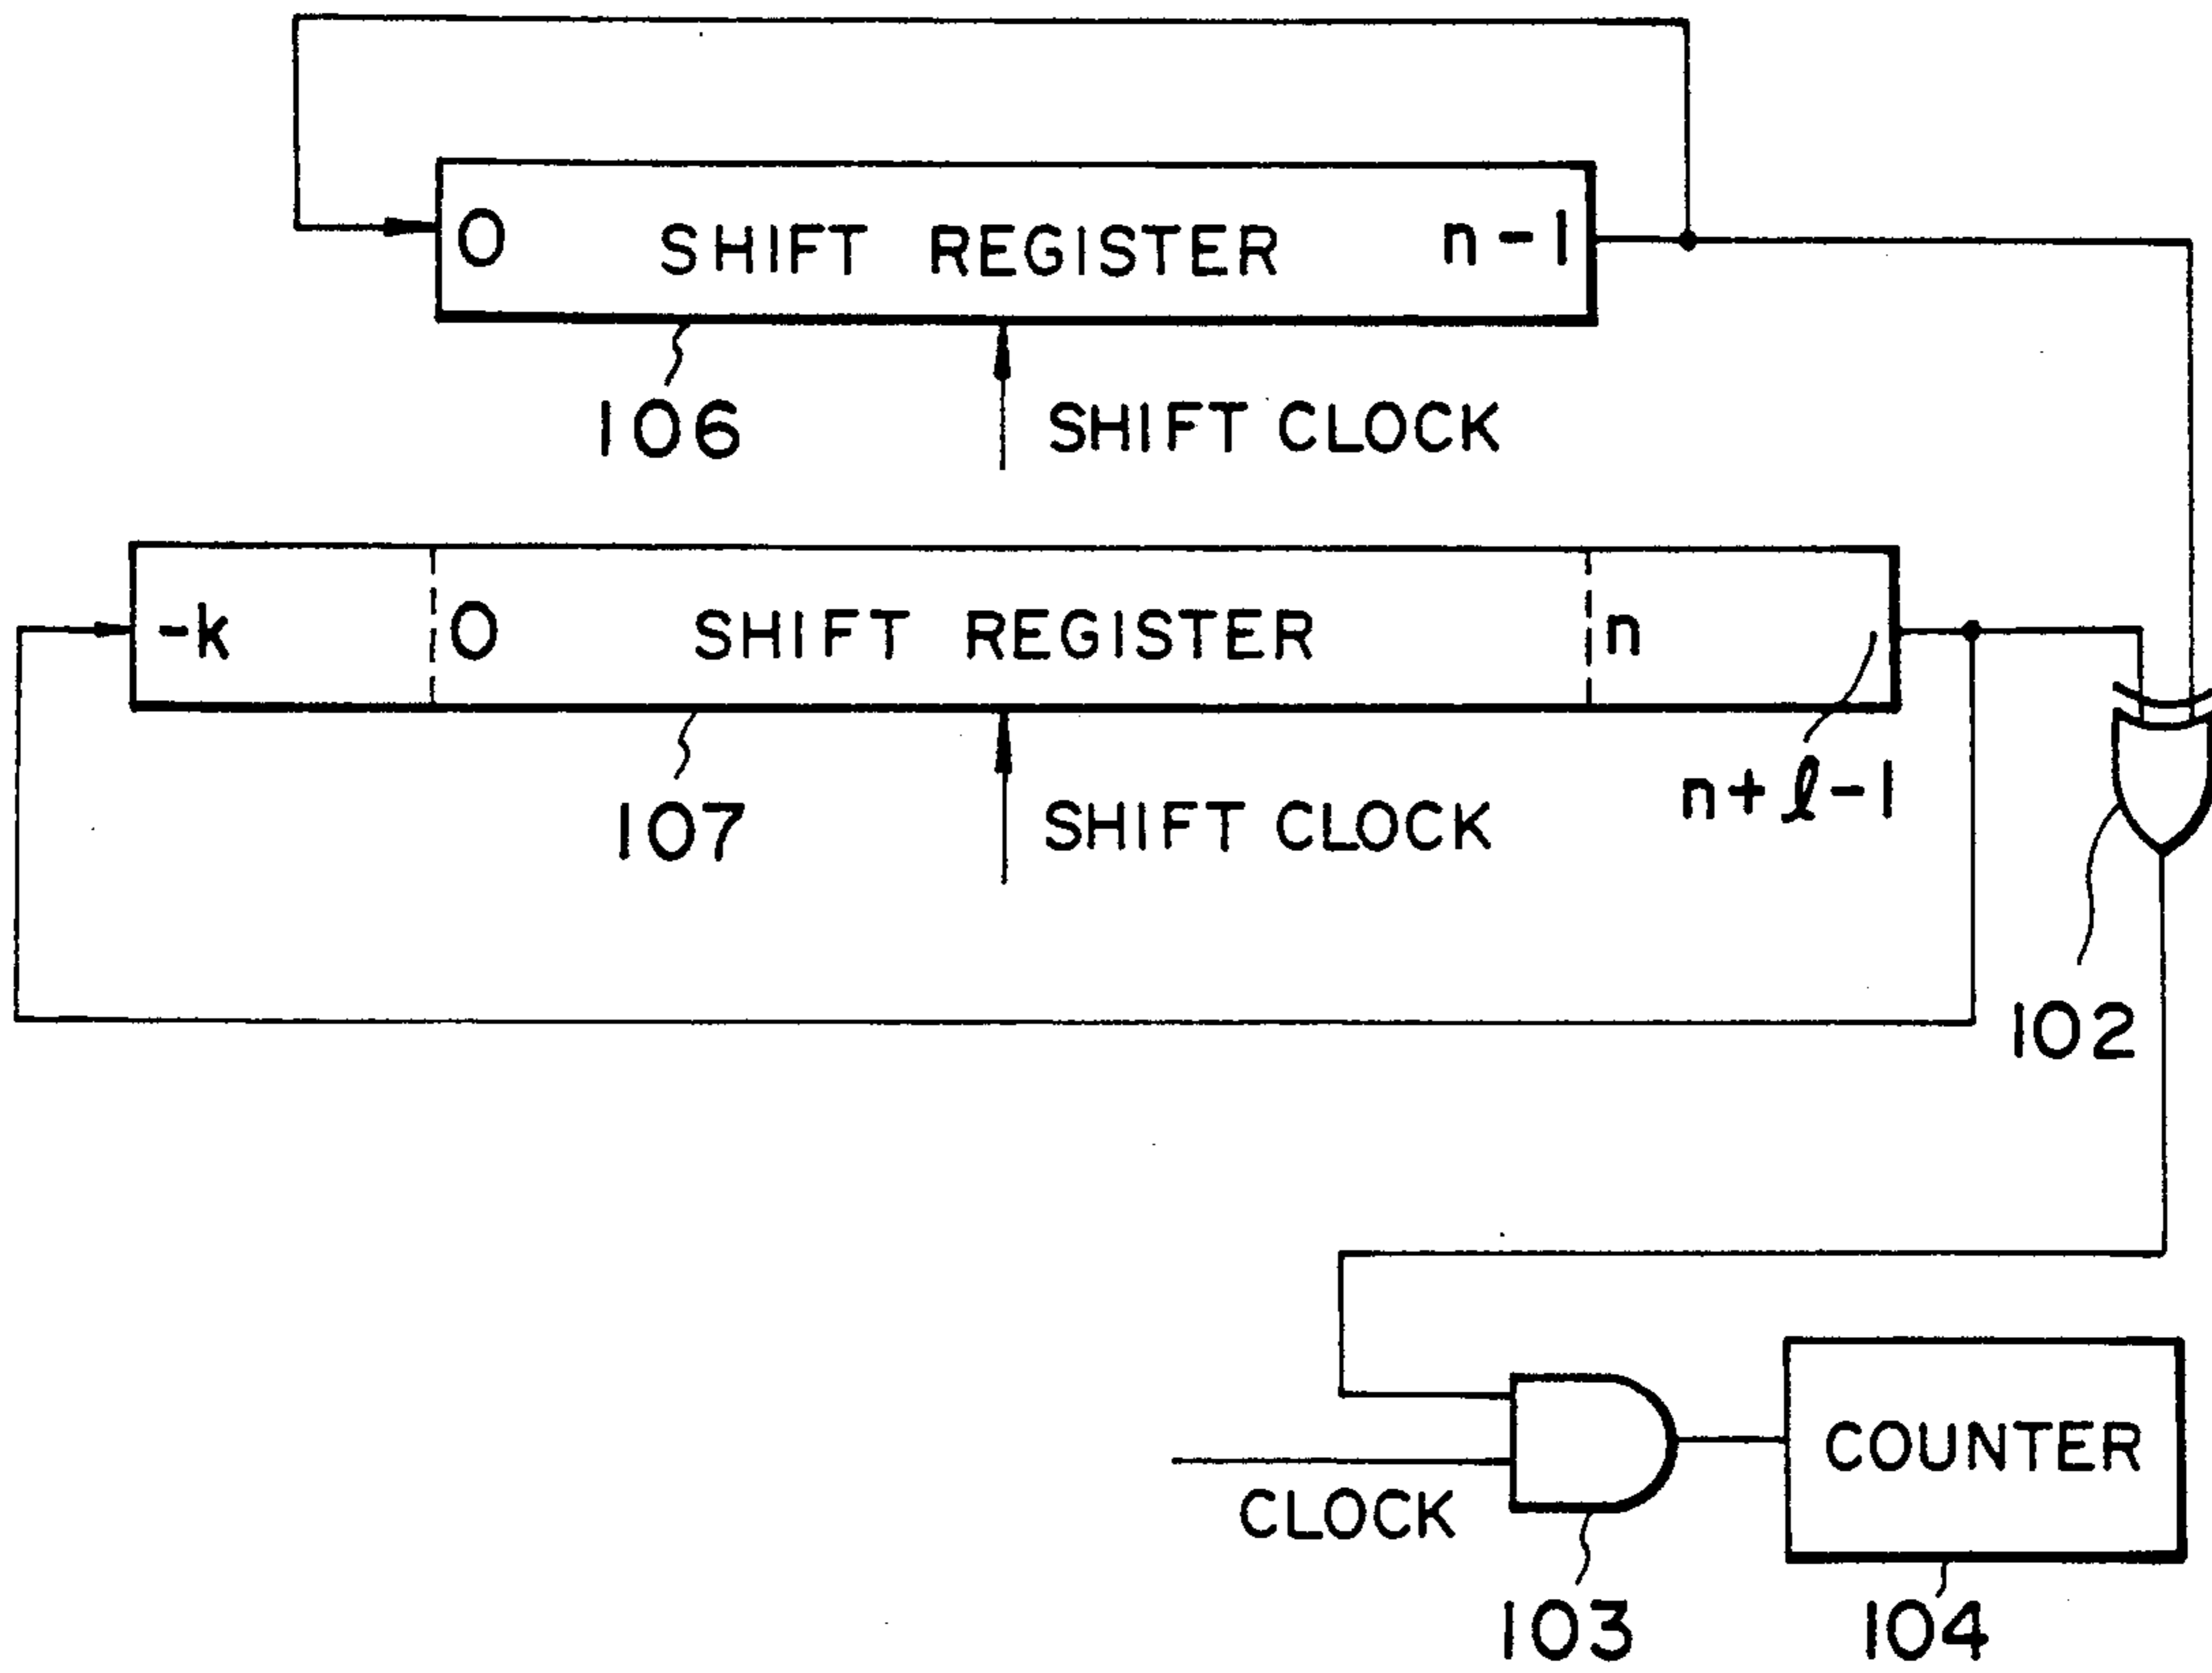 0 SHIFT REGISTER n-1
106
SHIFT CLOCK
-k 0 SHIFT REGISTER n
n+ℓ-1
107
SHIFT CLOCK
102
CLOCK
COUNTER
103
104